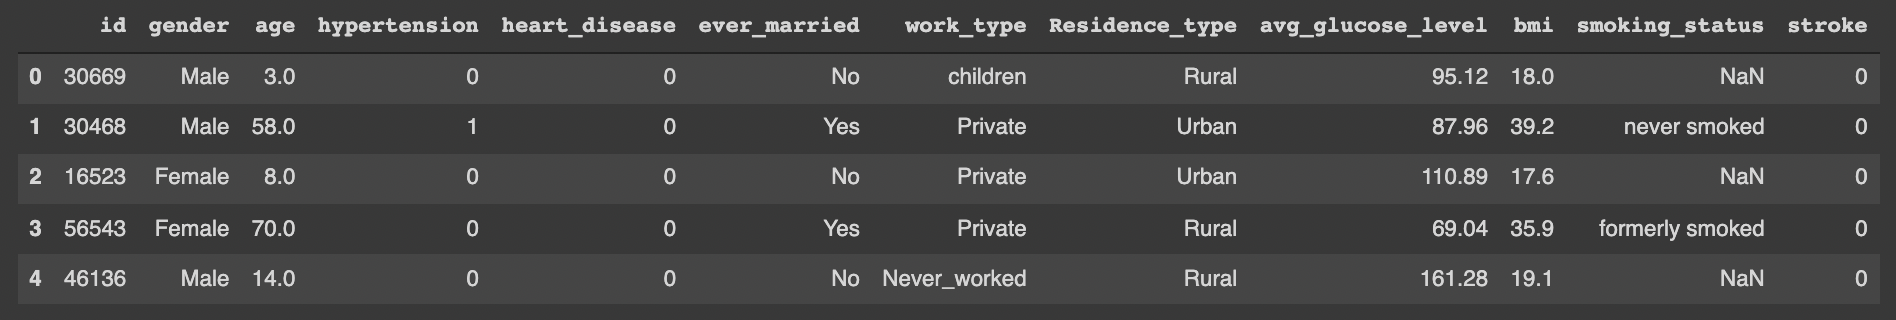 id gender age hypertension heart_disease ever_married work_type Residence_type avg_glucose_level bmi smoking_status stroke
0 30669 Male 3.0 0 0 No children Rural 95.12 18.0 NaN 0
1 30468 Male 58.0 1 0 Yes Private Urban 87.96 39.2 never smoked 0
2 16523 Female 8.0 0 0 No Private Urban 110.89 17.6 NaN 0
3 56543 Female 70.0 0 0 Yes Private Rural 69.04 35.9 formerly smoked 0
4 46136 Male 14.0 0 0 No Never_worked Rural 161.28 19.1 NaN 0